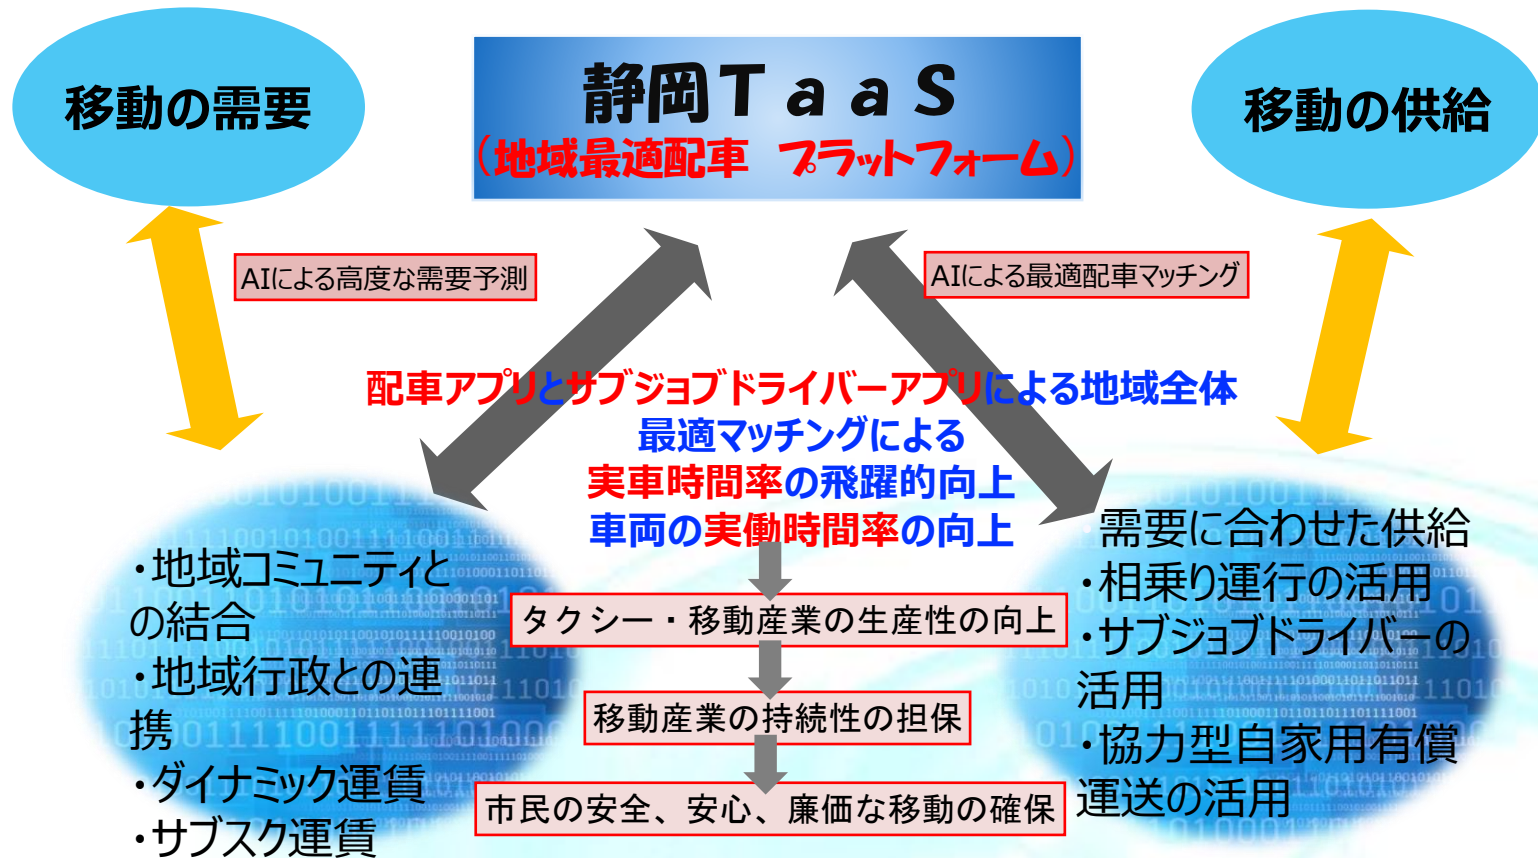 移動の需要
静岡TaaS
（地域最適配車　プラットフォーム）
移動の供給
AIによる高度な需要予測
AIによる最適配車マッチング
配車アプリとサブジョブドライバーアプリによる地域全体
最適マッチングによる
実車時間率の飛躍的向上
車両の実働時間率の向上
・地域コミュニティと
の結合
・地域行政との連
携
・ダイナミック運賃
・サブスク運賃
タクシー・移動産業の生産性の向上
移動産業の持続性の担保
市民の安全、安心、廉価な移動の確保
・需要に合わせた供給
・相乗り運行の活用
・サブジョブドライバーの
活用
・協力型自家用有償
運送の活用